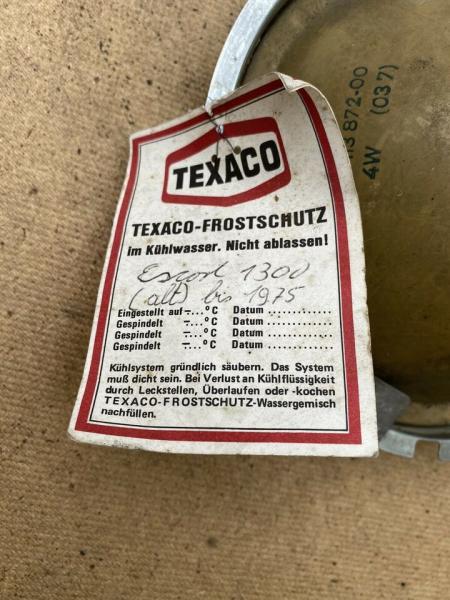 TEXACO
TEXACO-FROSTSCHUTZ
im Kühlwasser. Nicht ablassen!
Escort 1300
(alt) bis 1975
Eingestellt auf –...°C Datum ............
Gespindelt –...°C Datum ............
Gespindelt –...°C Datum ............
Gespindelt –...°C Datum ............
Kühlsystem gründlich säubern. Das System
muß dicht sein. Bei Verlust an Kühlflüssigkeit
durch Leckstellen, Überlaufen oder -kochen
TEXACO-FROSTSCHUTZ-Wassergemisch
nachfüllen.
872-00
4W (037)